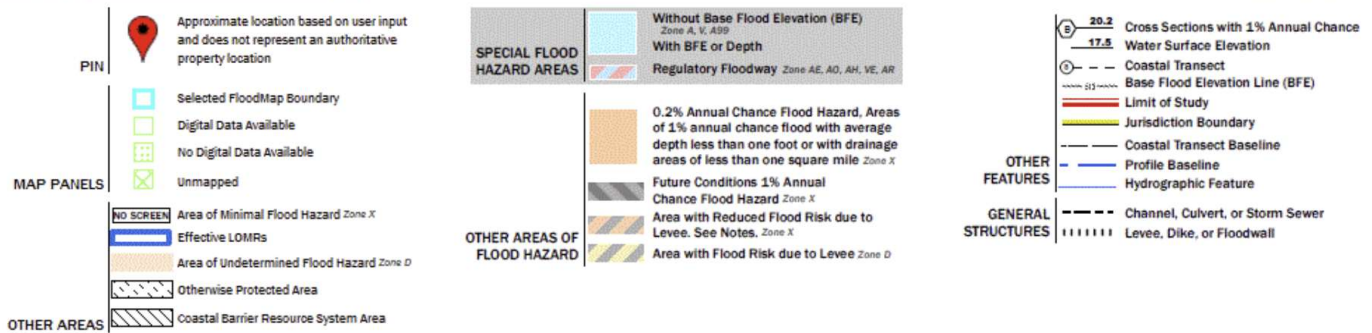 Approximate location based on user input
and does not represent an authoritative
property location
PIN
Selected FloodMap Boundary
Digital Data Available
No Digital Data Available
Unmapped
MAP PANELS
NO SCREEN Area of Minimal Flood Hazard Zone X
Effective LOMRs
Area of Undetermined Flood Hazard Zone D
Otherwise Protected Area
Coastal Barrier Resource System Area
OTHER AREAS
Without Base Flood Elevation (BFE)
Zone A, V, A99
With BFE or Depth
SPECIAL FLOOD
HAZARD AREAS
Regulatory Floodway Zone AE, AO, AH, VE, AR
0.2% Annual Chance Flood Hazard, Areas
of 1% annual chance flood with average
depth less than one foot or with drainage
areas of less than one square mile Zone X
Future Conditions 1% Annual
Chance Flood Hazard Zone X
Area with Reduced Flood Risk due to
Levee. See Notes. Zone X
Area with Flood Risk due to Levee Zone D
OTHER AREAS OF
FLOOD HAZARD
B 20.2 Cross Sections with 1% Annual Chance
17.5 Water Surface Elevation
8 Coastal Transect
513 Base Flood Elevation Line (BFE)
Limit of Study
Jurisdiction Boundary
Coastal Transect Baseline
OTHER
FEATURES
Profile Baseline
Hydrographic Feature
GENERAL
STRUCTURES
Channel, Culvert, or Storm Sewer
Levee, Dike, or Floodwall